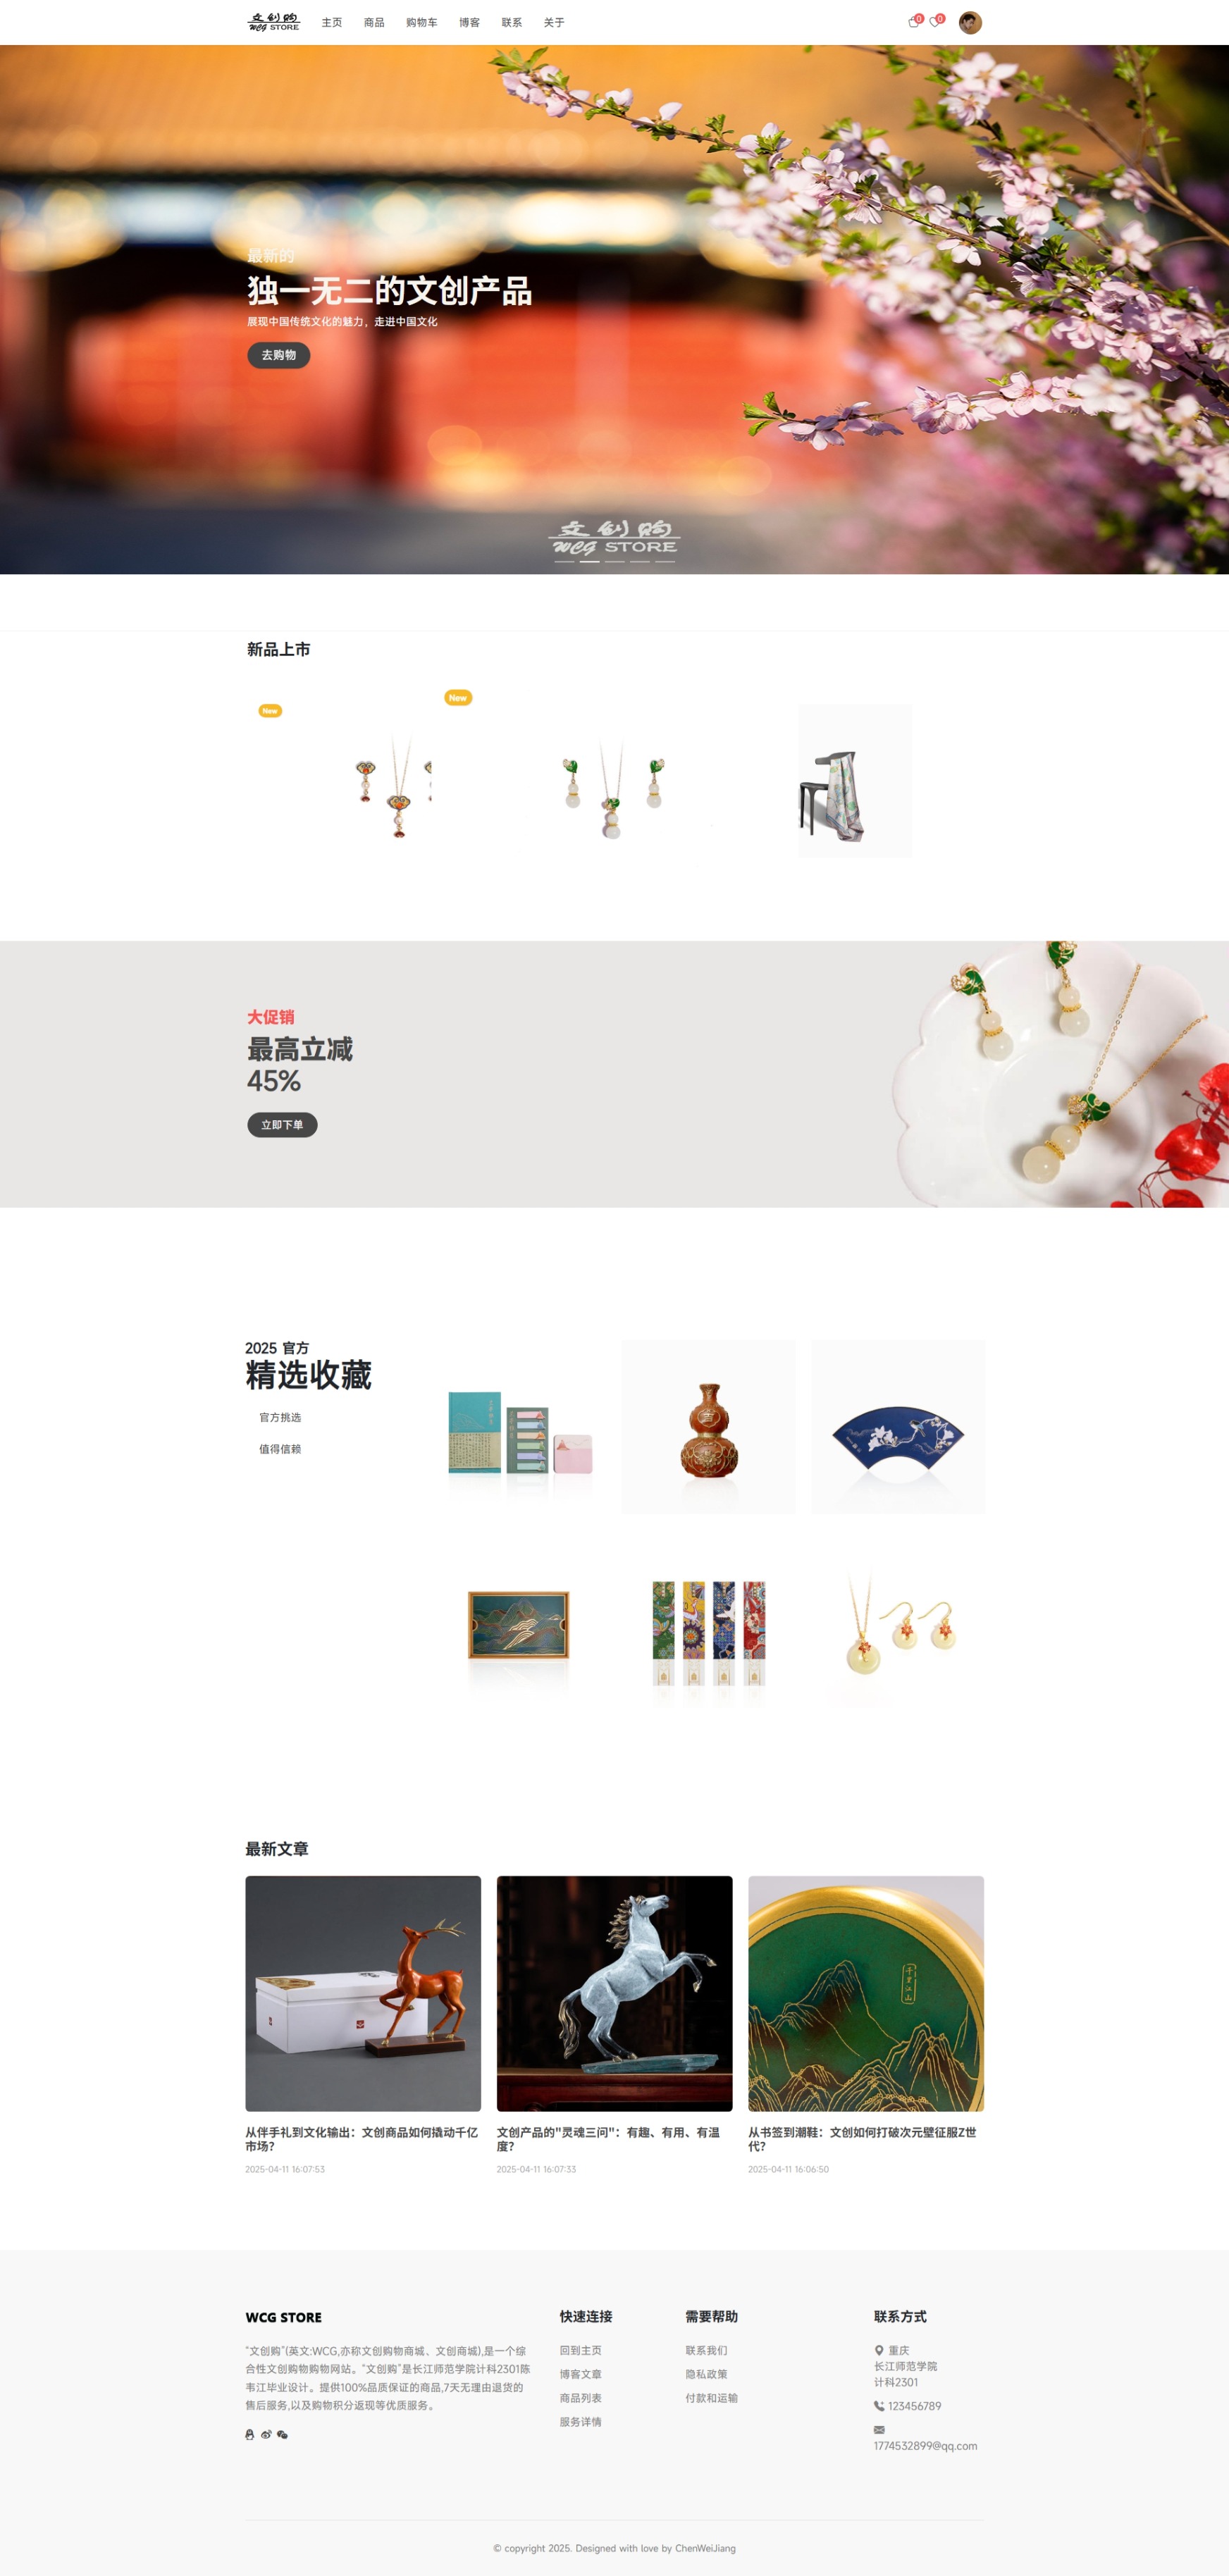 文创购
WCG STORE
主页 商品 购物车 博客 联系 关于
0 0
最新的
独一无二的文创产品
展现中国传统文化的魅力，走进中国文化
去购物
文创购
WCG STORE
新品上市
New
New
大促销
最高立减
45%
立即下单
2025 官方
精选收藏
官方挑选
值得信赖
最新文章
千里江山
从伴手礼到文化输出：文创商品如何撬动千亿
市场？
2025-04-11 16:07:53
文创产品的"灵魂三问"：有趣、有用、有温
度？
2025-04-11 16:07:33
从书签到潮鞋：文创如何打破次元壁征服Z世
代？
2025-04-11 16:06:50
WCG STORE
“文创购”(英文:WCG,亦称文创购物商城、文创商城),是一个综
合性文创购物购物网站。“文创购”是长江师范学院计科2301陈
韦江毕业设计。提供100%品质保证的商品,7天无理由退货的
售后服务,以及购物积分返现等优质服务。
快速连接
回到主页
博客文章
商品列表
服务详情
需要帮助
联系我们
隐私政策
付款和运输
联系方式
重庆
长江师范学院
计科2301
123456789
1774532899@qq.com
© copyright 2025. Designed with love by ChenWeiJiang